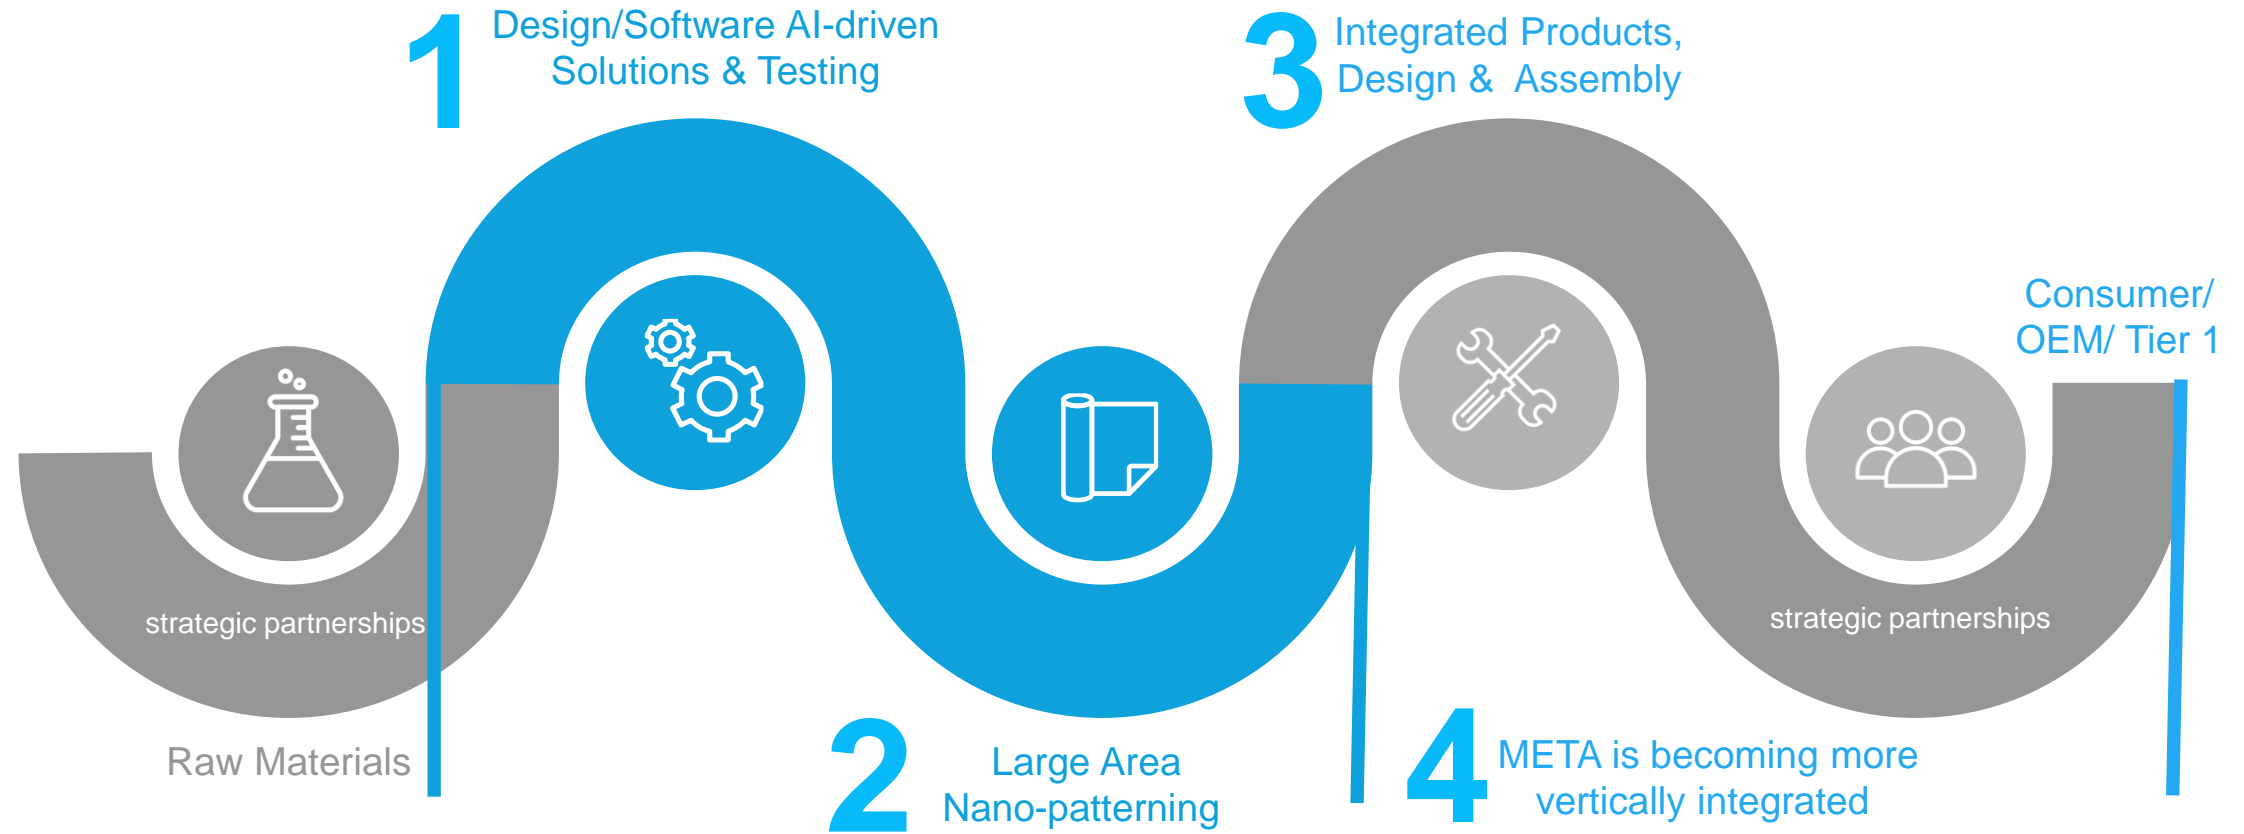 1
Design/Software AI-driven
Solutions & Testing
3
Integrated Products,
Design & Assembly
Consumer/
OEM/ Tier 1
strategic partnerships
strategic partnerships
Raw Materials
2
Large Area
Nano-patterning
4
META is becoming more
vertically integrated